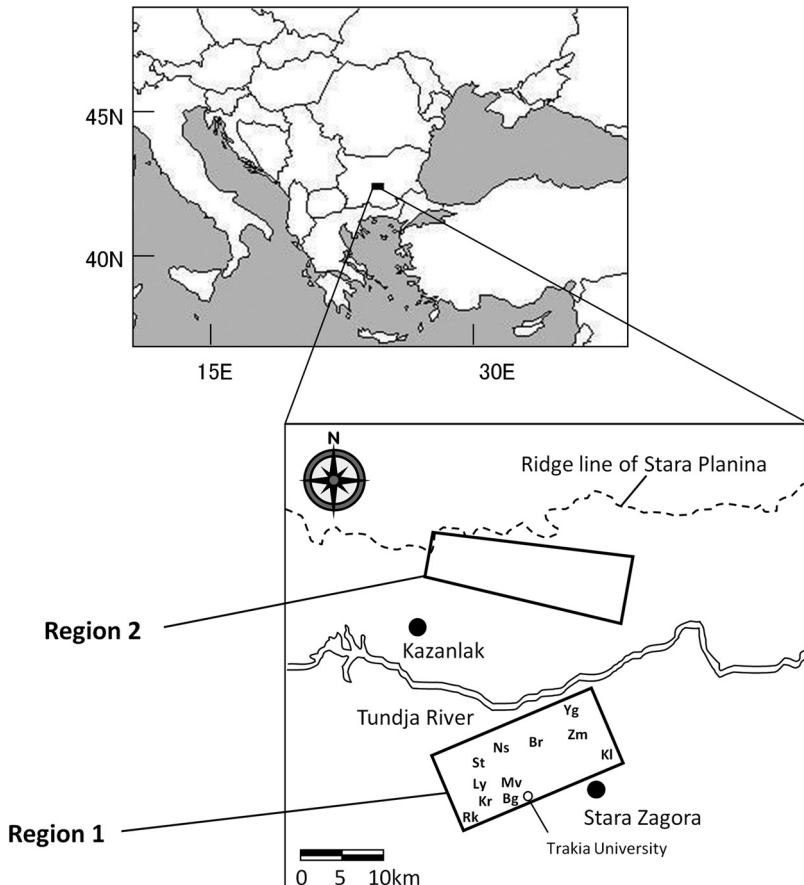 45N
40N
15E
30E
N
Ridge line of Stara Planina
Region 2
Kazanlak
Tundja River
Yg
Zm
Br
Ns
Kl
St
Ly
Mv
Kr
Bg
Rk
Stara Zagora
Region 1
Trakia University
0 5 10km